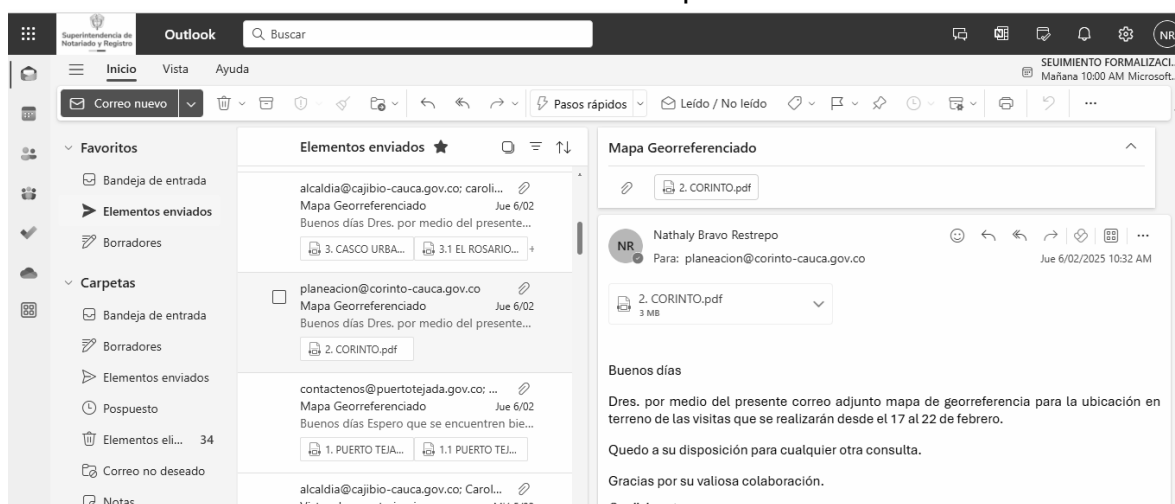 Superintendencia de
Notariado y Registro
Outlook
Buscar
NR
Inicio Vista Ayuda
SEUIMIENTO FORMALIZACI...
Mañana 10:00 AM Microsoft...
Correo nuevo
Pasos rápidos
Leído / No leído
Favoritos
Bandeja de entrada
Elementos enviados
Borradores
Carpetas
Bandeja de entrada
Borradores
Elementos enviados
Pospuesto
Elementos eli... 34
Correo no deseado
Notas
Elementos enviados
alcaldia@cajibio-cauca.gov.co; caroli...
Mapa Georreferenciado Jue 6/02
Buenos días Dres. por medio del presente...
3. CASCO URBA... 3.1 EL ROSARIO... +
planeacion@corinto-cauca.gov.co
Mapa Georreferenciado Jue 6/02
Buenos días Dres. por medio del presente...
2. CORINTO.pdf
contactenos@puertotejada.gov.co; ...
Mapa Georreferenciado Jue 6/02
Buenos días Espero que se encuentren bie...
1. PUERTO TEJA... 1.1 PUERTO TEJ...
alcaldia@cajibio-cauca.gov.co; Carol...
Mapa Georreferenciado
2. CORINTO.pdf
NR
Nathaly Bravo Restrepo
Para: planeacion@corinto-cauca.gov.co
Jue 6/02/2025 10:32 AM
2. CORINTO.pdf
3 MB
Buenos días
Dres. por medio del presente correo adjunto mapa de georreferencia para la ubicación en
terreno de las visitas que se realizarán desde el 17 al 22 de febrero.
Quedo a su disposición para cualquier otra consulta.
Gracias por su valiosa colaboración.